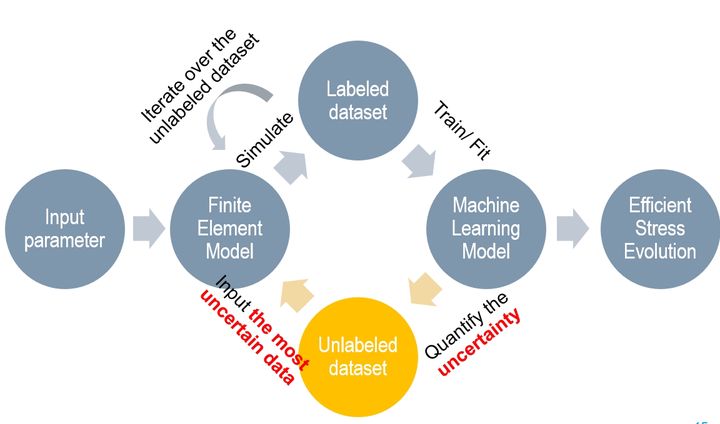 Iterate over the
unlabeled dataset
Labeled
dataset
Simulate
Train/ Fit
Input
parameter
Finite
Element
Model
Machine
Learning
Model
Efficient
Stress
Evolution
Input the most
uncertain data
Unlabeled
dataset
Quantify the
uncertainty